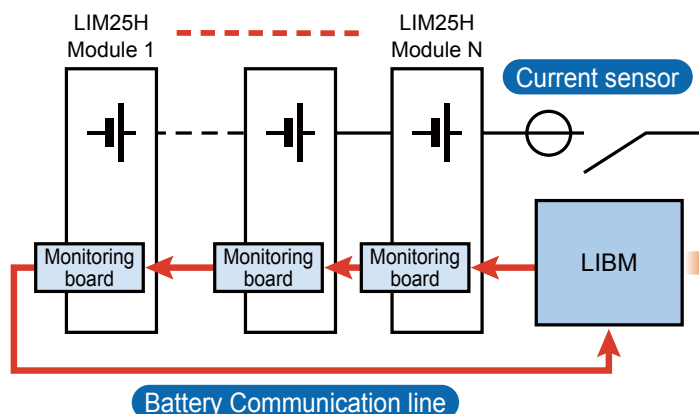 LIM25H
Module 1
LIM25H
Module N
Current sensor
Monitoring
board
Monitoring
board
Monitoring
board
LIBM
Battery Communication line